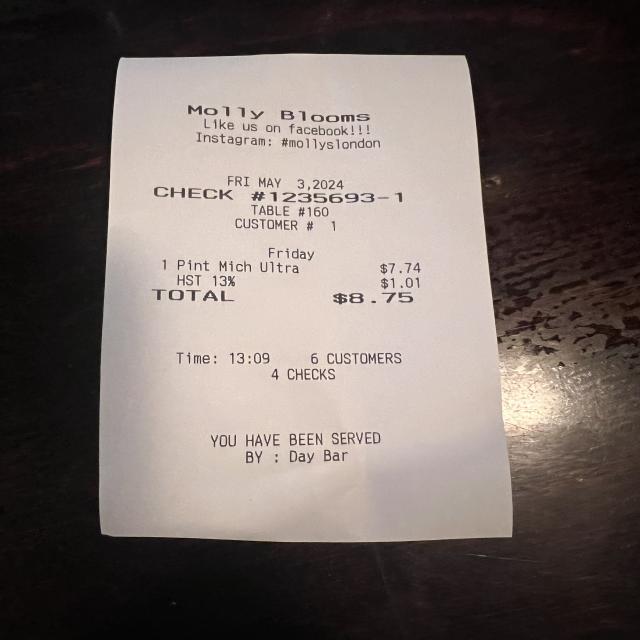 Molly Blooms
Like us on facebook!!!
Instagram: #mollyslondon
FRI MAY 3,2024
CHECK #1235693-1
TABLE #160
CUSTOMER # 1
Friday
1 Pint Mich Ultra $7.74
HST 13% $1.01
TOTAL $8.75
Time: 13:09 6 CUSTOMERS
4 CHECKS
YOU HAVE BEEN SERVED
BY : Day Bar